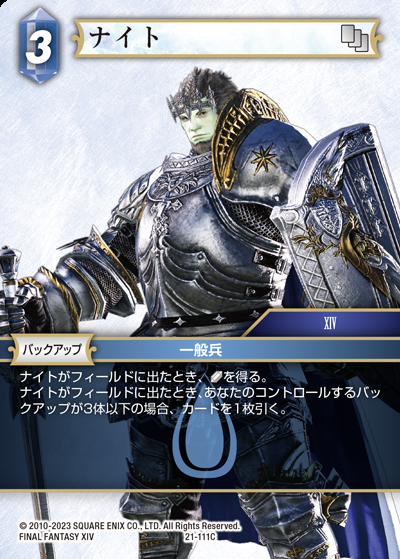 3 ナイト
XIV
バックアップ
一般兵
ナイトがフィールドに出たとき、を得る。
ナイトがフィールドに出たとき、あなたのコントロールするバッ
クアップが3体以下の場合、カードを1枚引く。
© 2010-2023 SQUARE ENIX CO., LTD. All Rights Reserved.
FINAL FANTASY XIV
21-111C